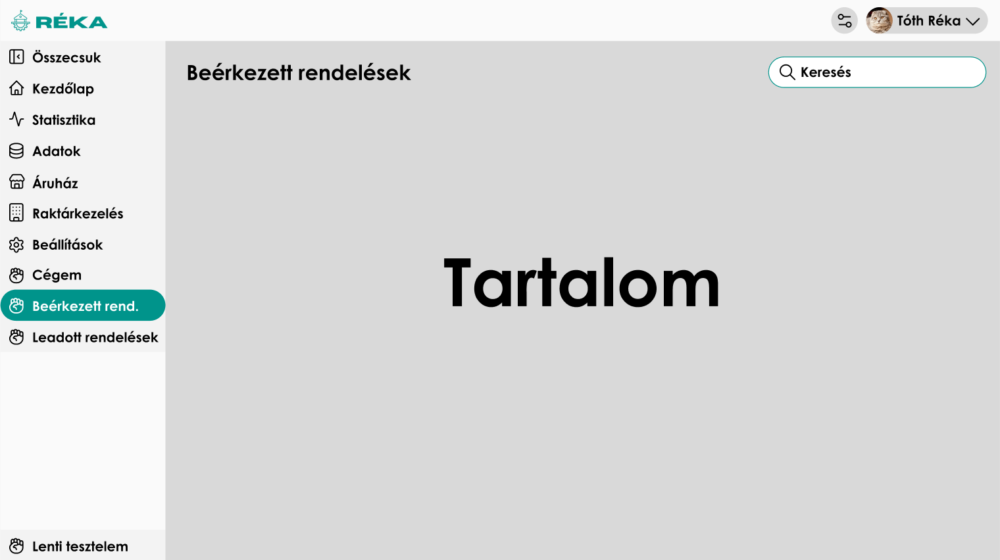 RÉKA
Tóth Réka
Összecsuk
Kezdőlap
Statisztika
Adatok
Áruház
Raktárkezelés
Beállítások
Cégem
Beérkezett rend.
Leadott rendelések
Lenti tesztelem
Beérkezett rendelések
Keresés
Tartalom